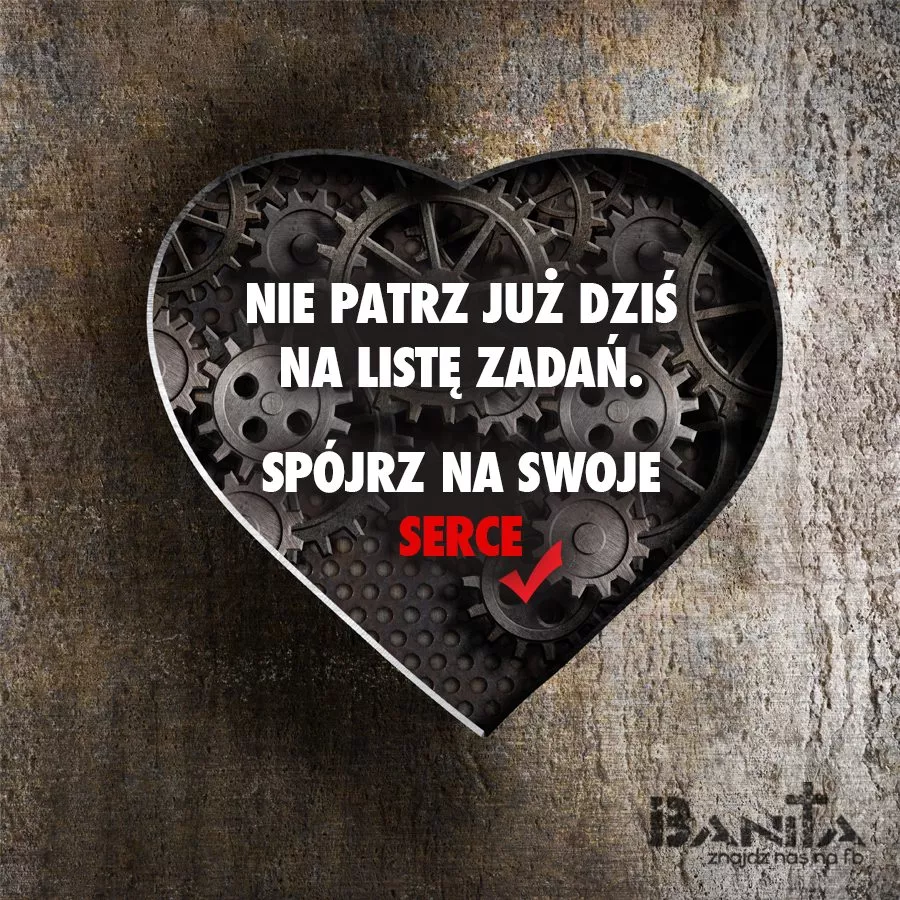 NIE PATRZ JUŻ DZIŚ
NA LISTĘ ZADAŃ.
SPÓJRZ NA SWOJE
SERCE
BANITA
znajdź nas na fb